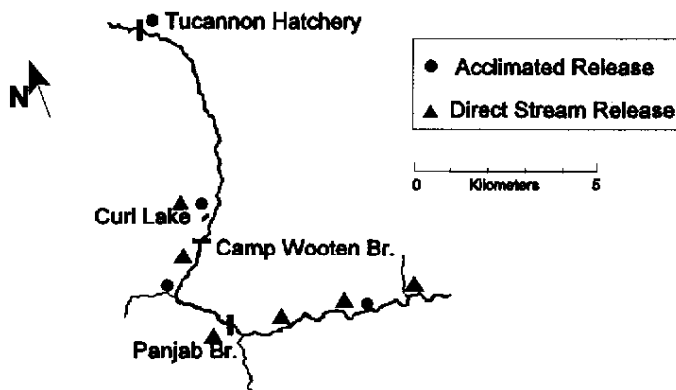 Tucannon Hatchery
N
Acclimated Release
Direct Stream Release
0 Kilometers 5
Curl Lake
Camp Wooten Br.
Panjab Br.